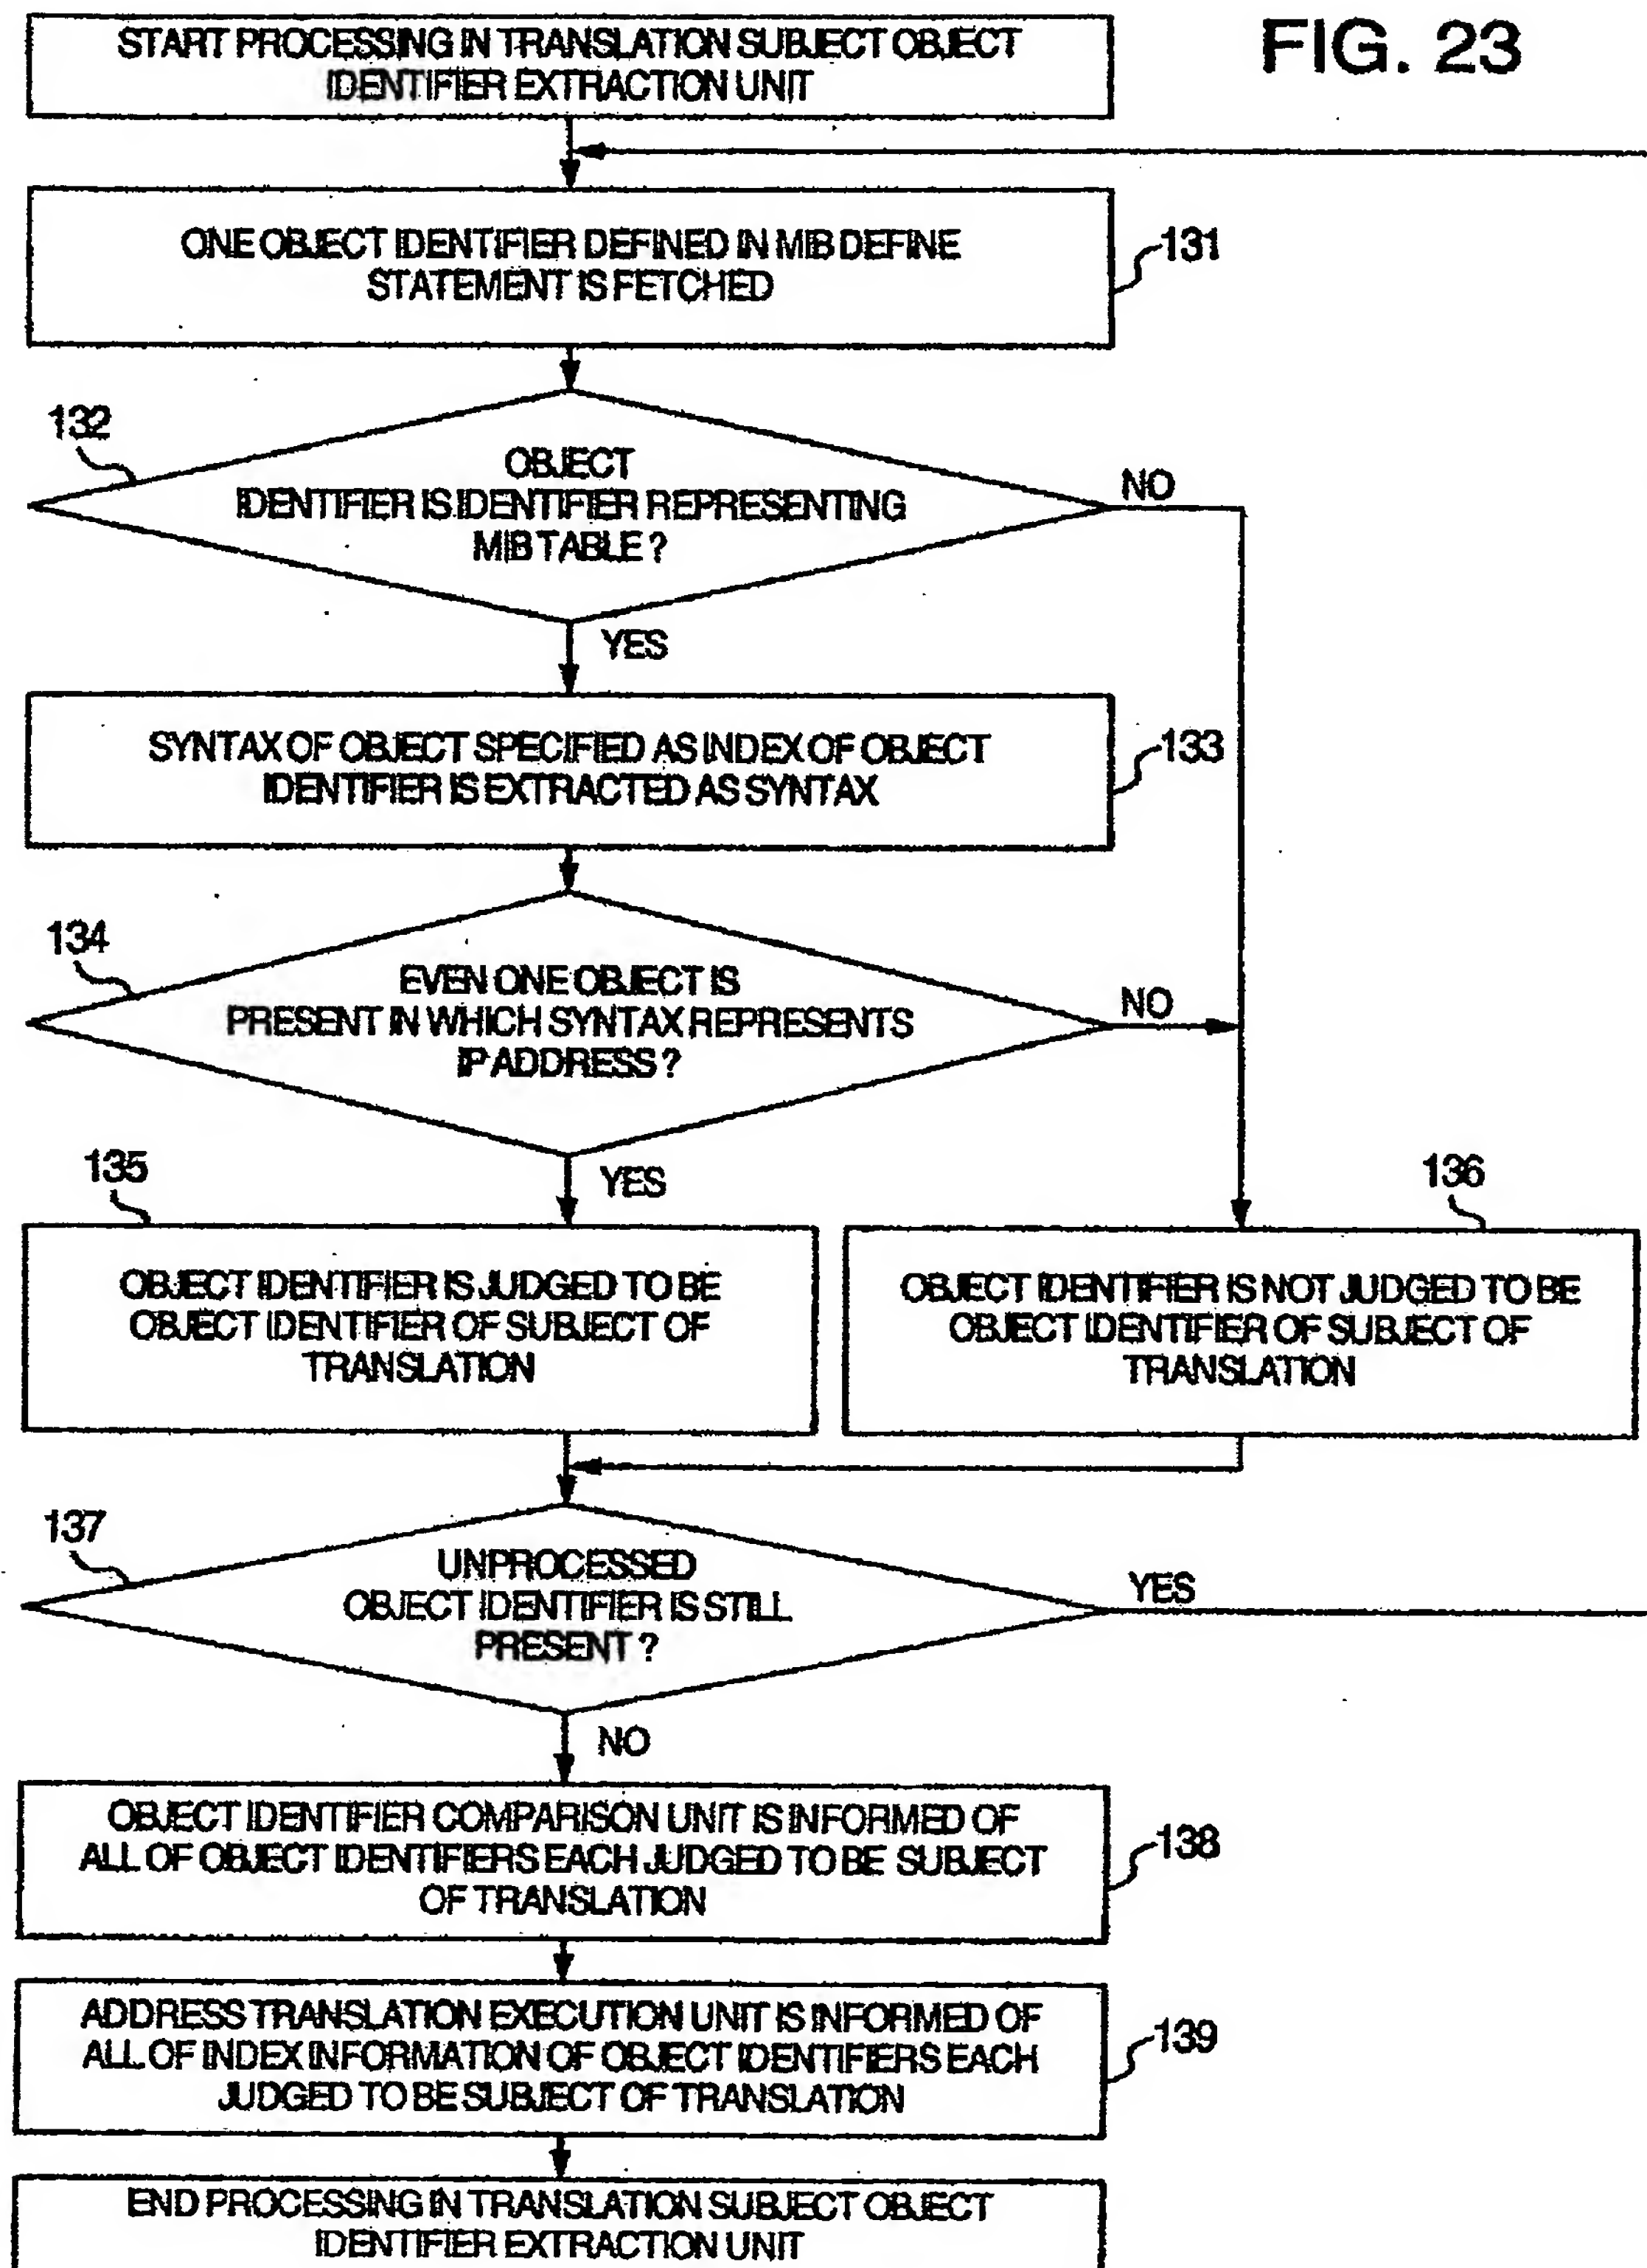 FIG. 23
START PROCESSING IN TRANSLATION SUBJECT OBJECT
IDENTIFIER EXTRACTION UNIT
ONE OBJECT IDENTIFIER DEFINED IN MIB DEFINE
STATEMENT IS FETCHED
131
132
OBJECT
IDENTIFIER IS IDENTIFIER REPRESENTING
MIB TABLE ?
NO
YES
SYNTAX OF OBJECT SPECIFIED AS INDEX OF OBJECT
IDENTIFIER IS EXTRACTED AS SYNTAX
133
134
EVEN ONE OBJECT IS
PRESENT IN WHICH SYNTAX REPRESENTS
IP ADDRESS ?
NO
YES
135
OBJECT IDENTIFIER IS JUDGED TO BE
OBJECT IDENTIFIER OF SUBJECT OF
TRANSLATION
136
OBJECT IDENTIFIER IS NOT JUDGED TO BE
OBJECT IDENTIFIER OF SUBJECT OF
TRANSLATION
137
UNPROCESSED
OBJECT IDENTIFIER IS STILL
PRESENT ?
YES
NO
OBJECT IDENTIFIER COMPARISON UNIT IS INFORMED OF
ALL OF OBJECT IDENTIFIERS EACH JUDGED TO BE SUBJECT
OF TRANSLATION
138
ADDRESS TRANSLATION EXECUTION UNIT IS INFORMED OF
ALL OF INDEX INFORMATION OF OBJECT IDENTIFIERS EACH
JUDGED TO BE SUBJECT OF TRANSLATION
139
END PROCESSING IN TRANSLATION SUBJECT OBJECT
IDENTIFIER EXTRACTION UNIT